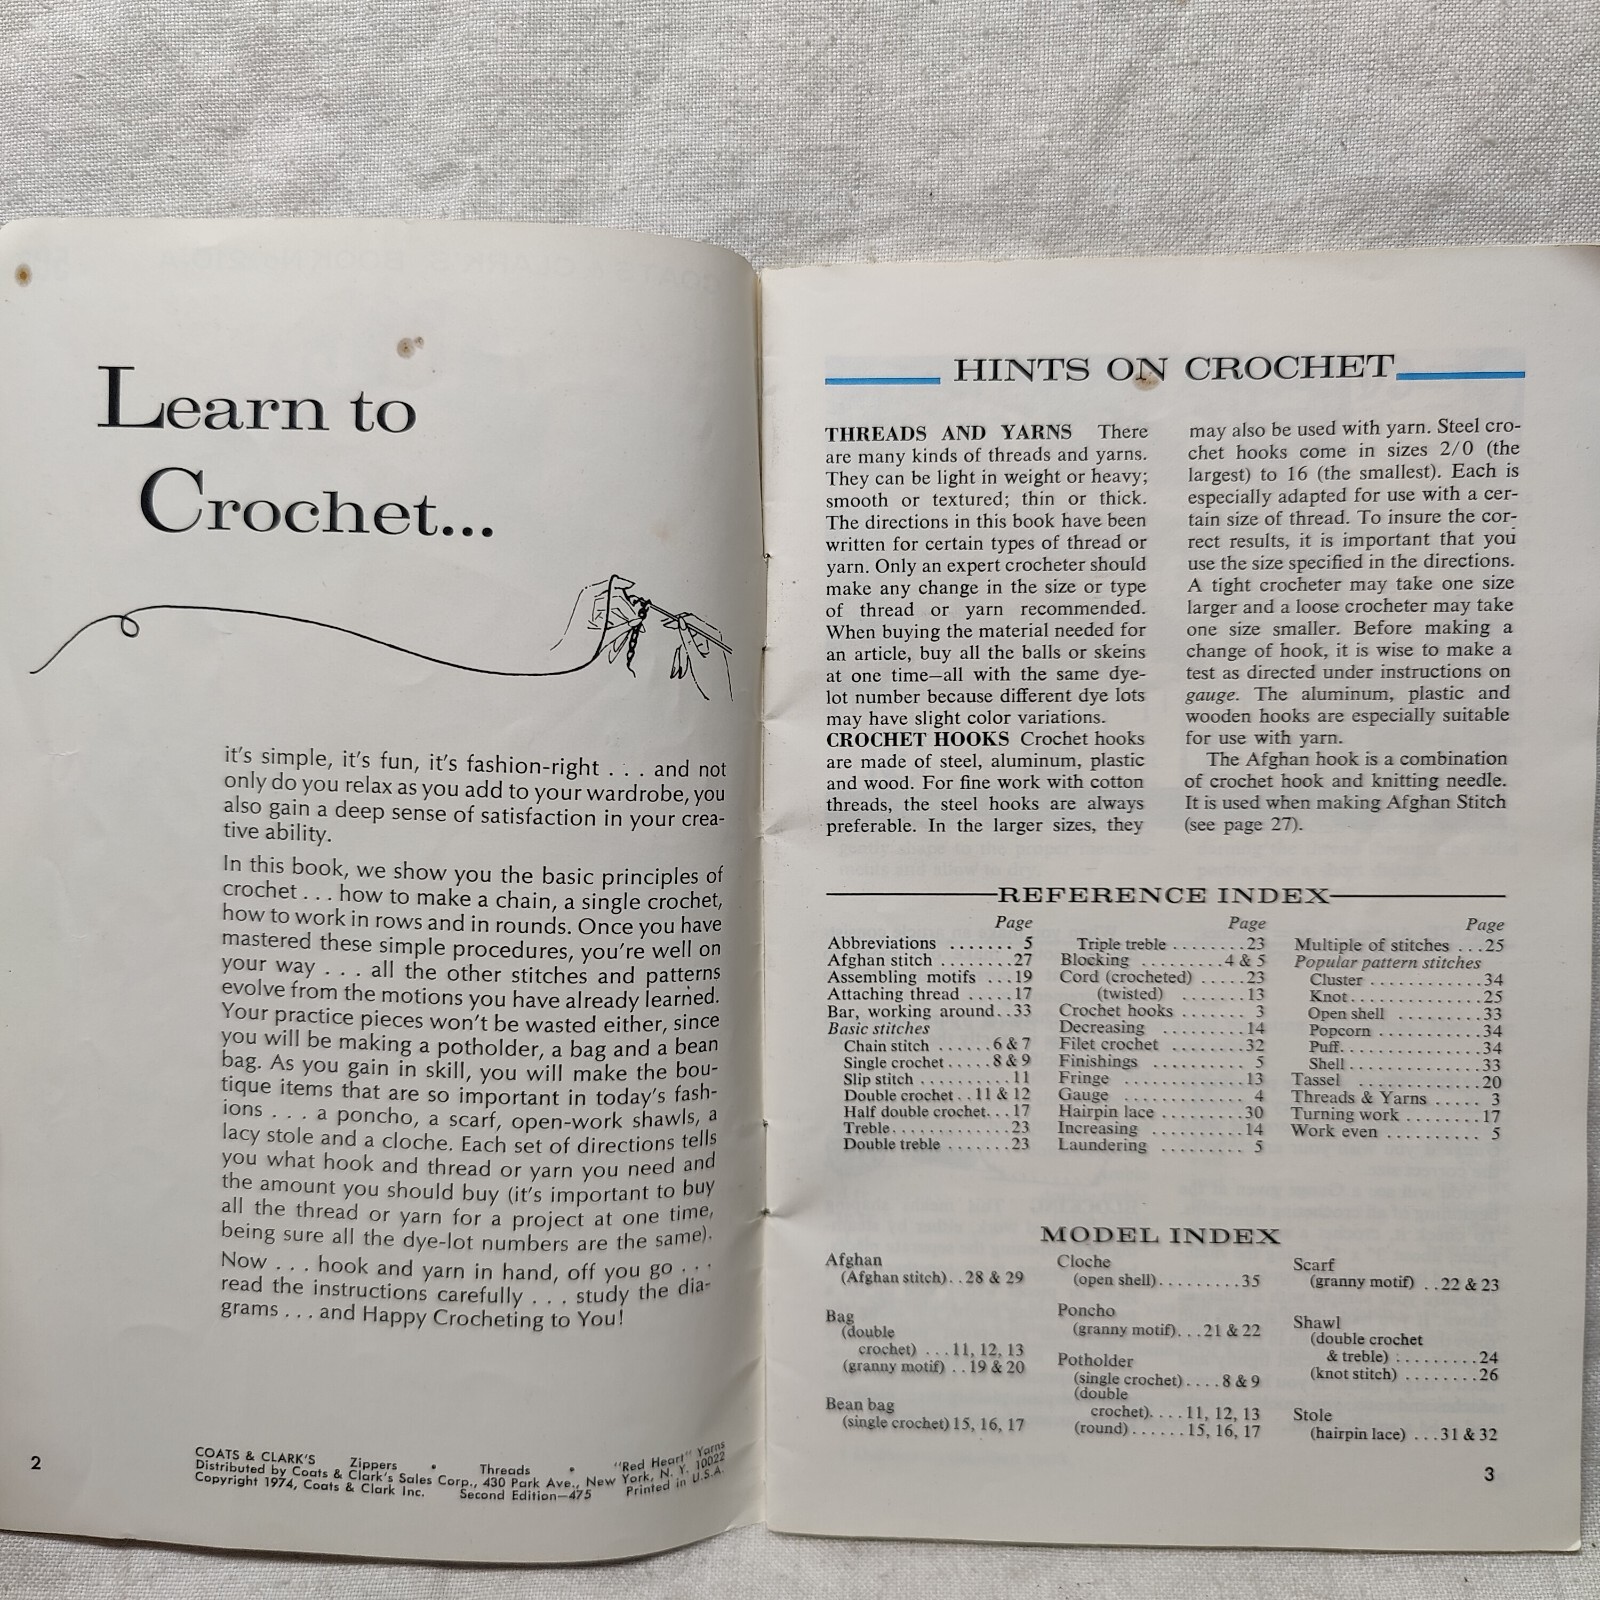 Learn to
Crochet...
it's simple, it's fun, it's fashion-right . . . and not
only do you relax as you add to your wardrobe, you
also gain a deep sense of satisfaction in your crea-
tive ability.
In this book, we show you the basic principles of
crochet . . . how to make a chain, a single crochet,
how to work in rows and in rounds. Once you have
mastered these simple procedures, you're well on
your way . . . all the other stitches and patterns
evolve from the motions you have already learned.
Your practice pieces won't be wasted either, since
you will be making a potholder, a bag and a bean
bag. As you gain in skill, you will make the bou-
tique items that are so important in today's fash-
ions . . . a poncho, a scarf, open-work shawls, a
lacy stole and a cloche. Each set of directions tells
you what hook and thread or yarn you need and
the amount you should buy (it's important to buy
all the thread or yarn for a project at one time,
being sure all the dye-lot numbers are the same).
Now . . . hook and yarn in hand, off you go . . .
read the instructions carefully . . . study the dia-
grams . . . and Happy Crocheting to You!
COATS & CLARK'S Zippers • Threads • "Red Heart" Yarns
Distributed by Coats & Clark's Sales Corp., 430 Park Ave., New York, N. Y. 10022
Copyright 1974, Coats & Clark Inc. Second Edition—475 Printed in U.S.A.
2
HINTS ON CROCHET
THREADS AND YARNS There
are many kinds of threads and yarns.
They can be light in weight or heavy;
smooth or textured; thin or thick.
The directions in this book have been
written for certain types of thread or
yarn. Only an expert crocheter should
make any change in the size or type
of thread or yarn recommended.
When buying the material needed for
an article, buy all the balls or skeins
at one time—all with the same dye-
lot number because different dye lots
may have slight color variations.
CROCHET HOOKS Crochet hooks
are made of steel, aluminum, plastic
and wood. For fine work with cotton
threads, the steel hooks are always
preferable. In the larger sizes, they
may also be used with yarn. Steel cro-
chet hooks come in sizes 2/0 (the
largest) to 16 (the smallest). Each is
especially adapted for use with a cer-
tain size of thread. To insure the cor-
rect results, it is important that you
use the size specified in the directions.
A tight crocheter may take one size
larger and a loose crocheter may take
one size smaller. Before making a
change of hook, it is wise to make a
test as directed under instructions on
gauge. The aluminum, plastic and
wooden hooks are especially suitable
for use with yarn.
The Afghan hook is a combination
of crochet hook and knitting needle.
It is used when making Afghan Stitch
(see page 27).
REFERENCE INDEX
Page
Abbreviations ....... 5
Afghan stitch ........ 27
Assembling motifs ... 19
Attaching thread ..... 17
Bar, working around.. 33
Basic stitches
Chain stitch ...... 6 & 7
Single crochet ..... 8 & 9
Slip stitch .......... 11
Double crochet .. 11 & 12
Half double crochet... 17
Treble ............. 23
Double treble ....... 23
Page
Triple treble ........ 23
Blocking ......... 4 & 5
Cord (crocheted) ..... 23
(twisted) ....... 13
Crochet hooks ....... 3
Decreasing ......... 14
Filet crochet ........ 32
Finishings .......... 5
Fringe ............ 13
Gauge ............ 4
Hairpin lace ......... 30
Increasing .......... 14
Laundering ......... 5
Page
Multiple of stitches ... 25
Popular pattern stitches
Cluster ............ 34
Knot .............. 25
Open shell ......... 33
Popcorn ........... 34
Puff ............... 34
Shell .............. 33
Tassel ............ 20
Threads & Yarns ..... 3
Turning work ....... 17
Work even .......... 5
MODEL INDEX
Afghan
(Afghan stitch) .. 28 & 29
Bag
(double
crochet) ... 11, 12, 13
(granny motif) .. 19 & 20
Bean bag
(single crochet) 15, 16, 17
Cloche
(open shell) ......... 35
Poncho
(granny motif) ... 21 & 22
Potholder
(single crochet) .... 8 & 9
(double
crochet) .... 11, 12, 13
(round) ...... 15, 16, 17
Scarf
(granny motif) .. 22 & 23
Shawl
(double crochet
& treble) ......... 24
(knot stitch) ........ 26
Stole
(hairpin lace) ... 31 & 32
3